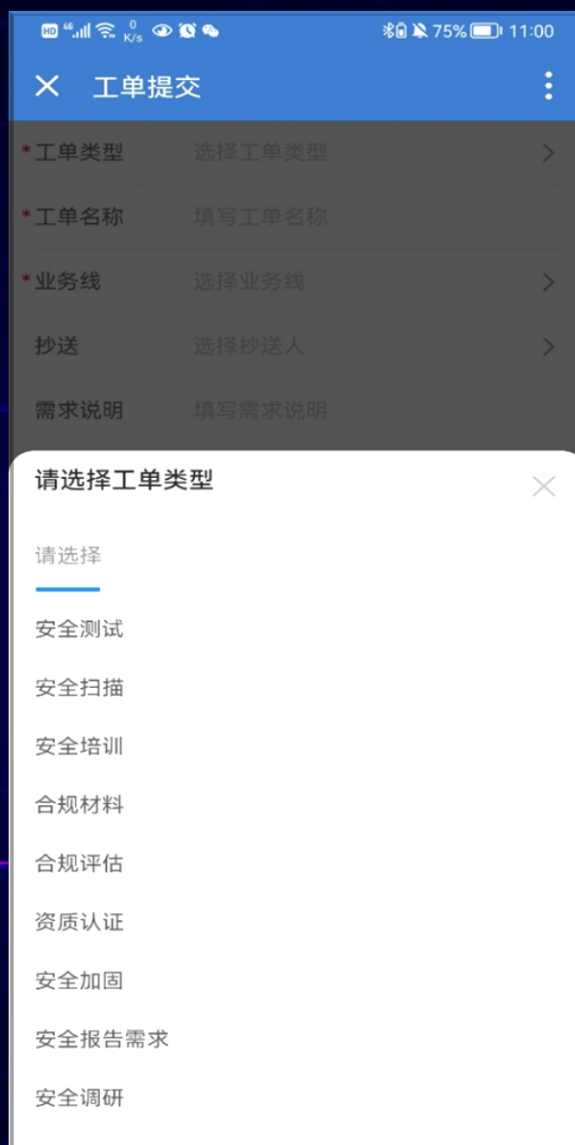 HD 46 0 K/s 75% 11:00
工单提交
*工单类型 选择工单类型
*工单名称 填写工单名称
*业务线 选择业务线
抄送 选择抄送人
需求说明 填写需求说明
请选择工单类型
请选择
安全测试
安全扫描
安全培训
合规材料
合规评估
资质认证
安全加固
安全报告需求
安全调研